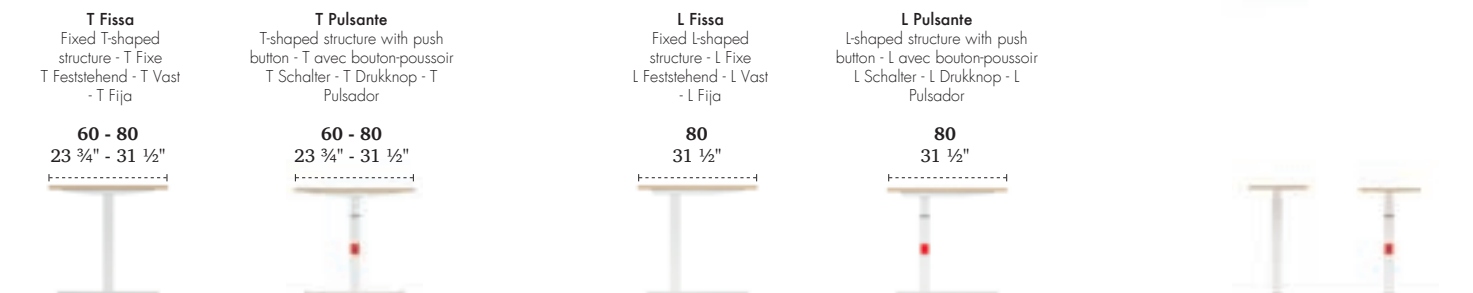 T Fissa
Fixed T-shaped
structure - T Fixe
T Feststehend - T Vast
- T Fija
60 - 80
23 ¾" - 31 ½"
T Pulsante
T-shaped structure with push
button - T avec bouton-poussoir
T Schalter - T Drukknop - T
Pulsador
60 - 80
23 ¾" - 31 ½"
L Fissa
Fixed L-shaped
structure - L Fixe
L Feststehend - L Vast
- L Fija
80
31 ½"
L Pulsante
L-shaped structure with push
button - L avec bouton-poussoir
L Schalter - L Drukknop - L
Pulsador
80
31 ½"